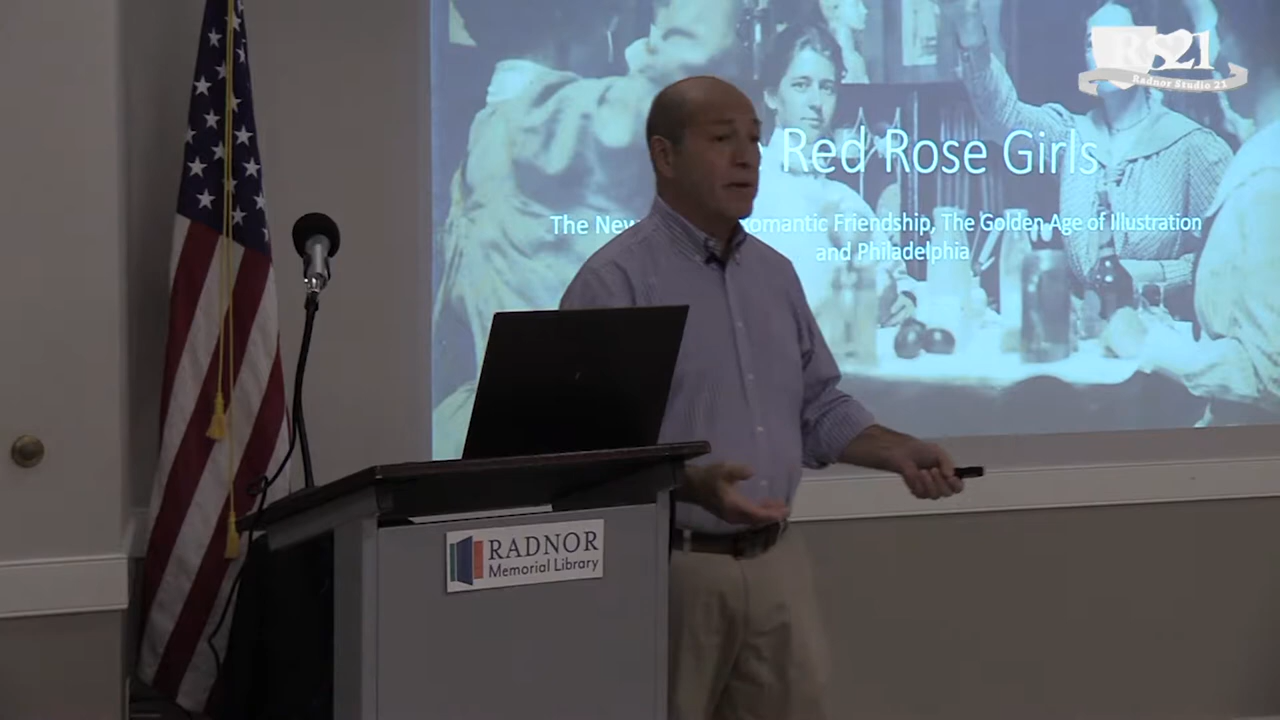 RS21
Radnor Studio 21
Red Rose Girls
The New omantic Friendship, The Golden Age of Illustration
and Philadelphia
RADNOR
Memorial Library